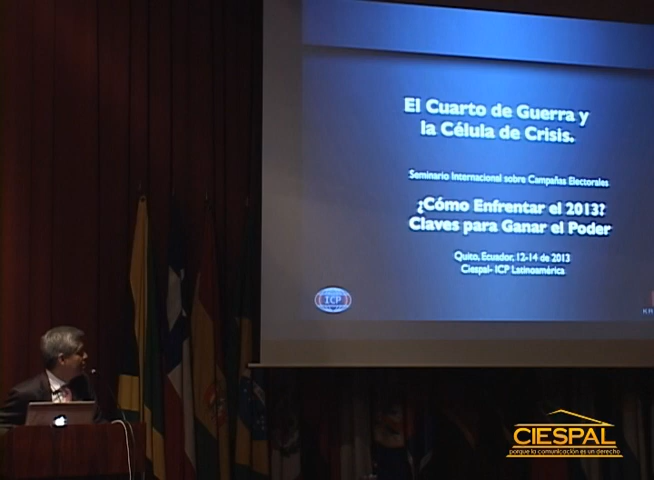 El Cuarto de Guerra y
la Célula de Crisis.
Seminario Internacional sobre Campañas Electorales
¿Cómo Enfrentar el 2013?
Claves para Ganar el Poder
Quito, Ecuador, 12-14 de 2013
Ciespal- ICP Latinoamérica
ICP
CIESPAL
porque la comunicación es un derecho